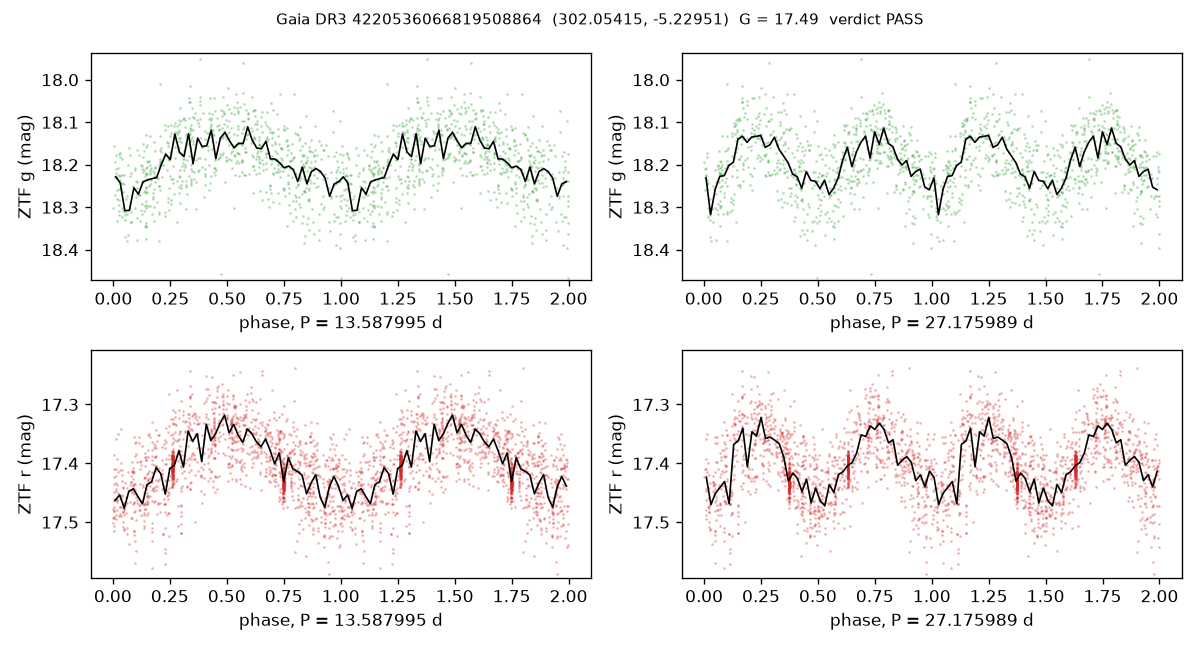 Gaia DR3 4220536066819508864 (302.05415, -5.22951) G = 17.49 verdict PASS
ZTF g (mag)
18.0
18.1
18.2
18.3
18.4
0.00 0.25 0.50 0.75 1.00 1.25 1.50 1.75 2.00
phase, P = 13.587995 d
ZTF g (mag)
18.0
18.1
18.2
18.3
18.4
0.00 0.25 0.50 0.75 1.00 1.25 1.50 1.75 2.00
phase, P = 27.175989 d
ZTF r (mag)
17.3
17.4
17.5
0.00 0.25 0.50 0.75 1.00 1.25 1.50 1.75 2.00
phase, P = 13.587995 d
ZTF r (mag)
17.3
17.4
17.5
0.00 0.25 0.50 0.75 1.00 1.25 1.50 1.75 2.00
phase, P = 27.175989 d